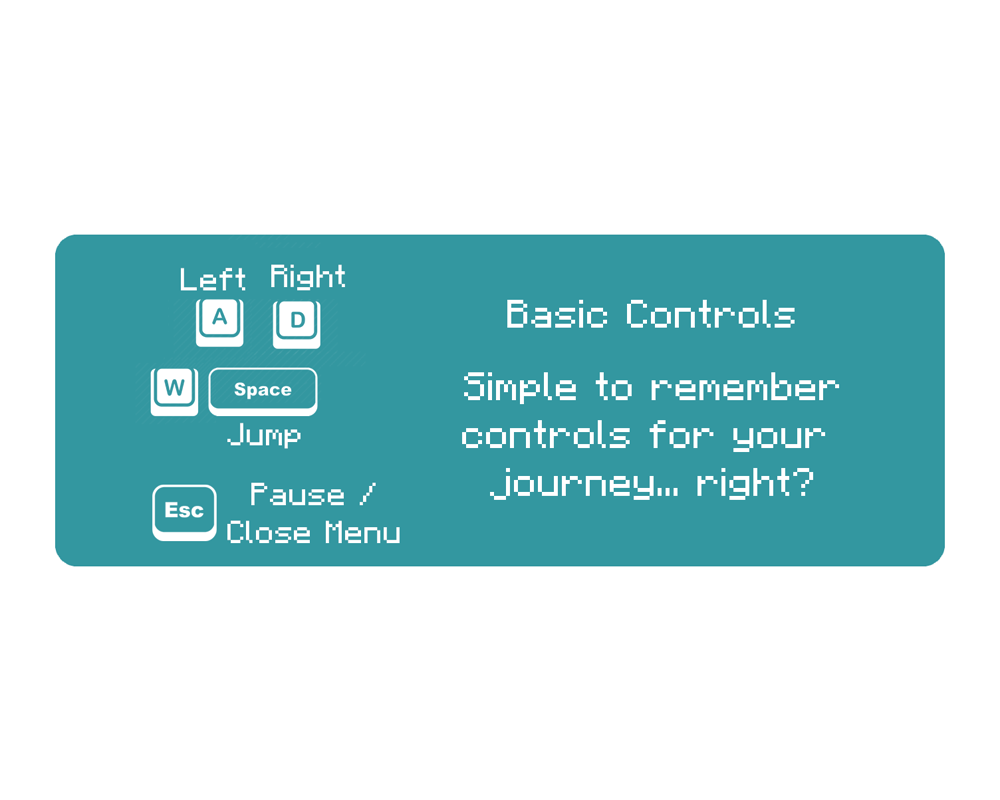 Left Right
A D
W Space
Jump
Esc Pause /
Close Menu
Basic Controls
Simple to remember
controls for your
journey... right?